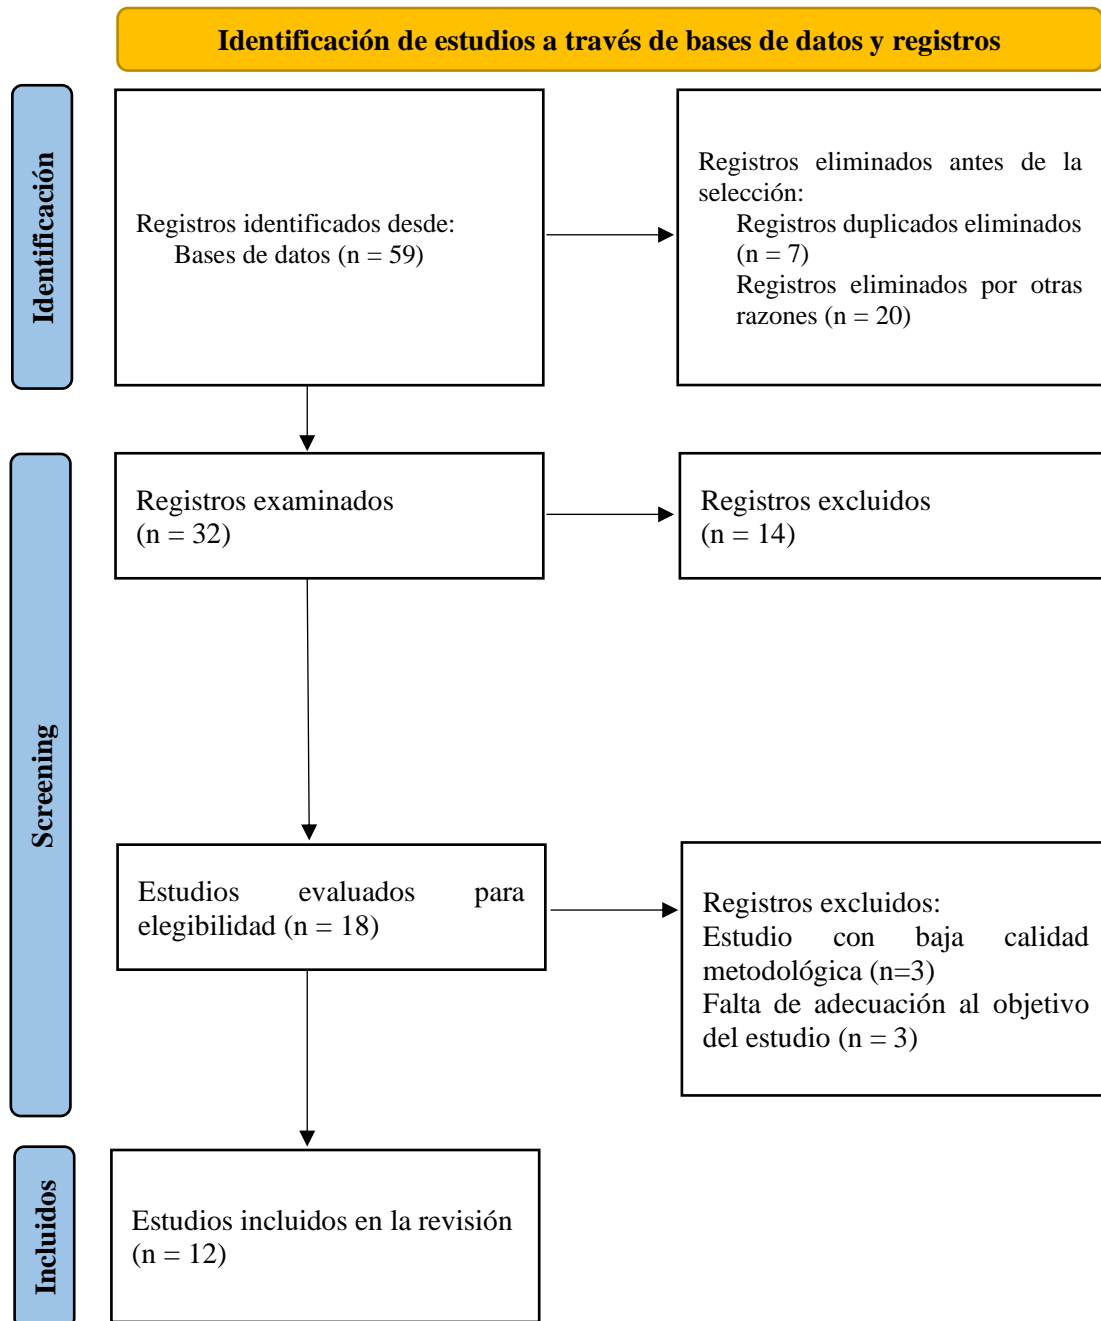 Identificación de estudios a través de bases de datos y registros
Identificación
Registros identificados desde:
Bases de datos (n = 59)
Registros eliminados antes de la
selección:
Registros duplicados eliminados
(n = 7)
Registros eliminados por otras
razones (n = 20)
Screening
Registros examinados
(n = 32)
Registros excluidos
(n = 14)
Estudios evaluados para
elegibilidad (n = 18)
Registros excluidos:
Estudio con baja calidad
metodológica (n=3)
Falta de adecuación al objetivo
del estudio (n = 3)
Incluidos
Estudios incluidos en la revisión
(n = 12)